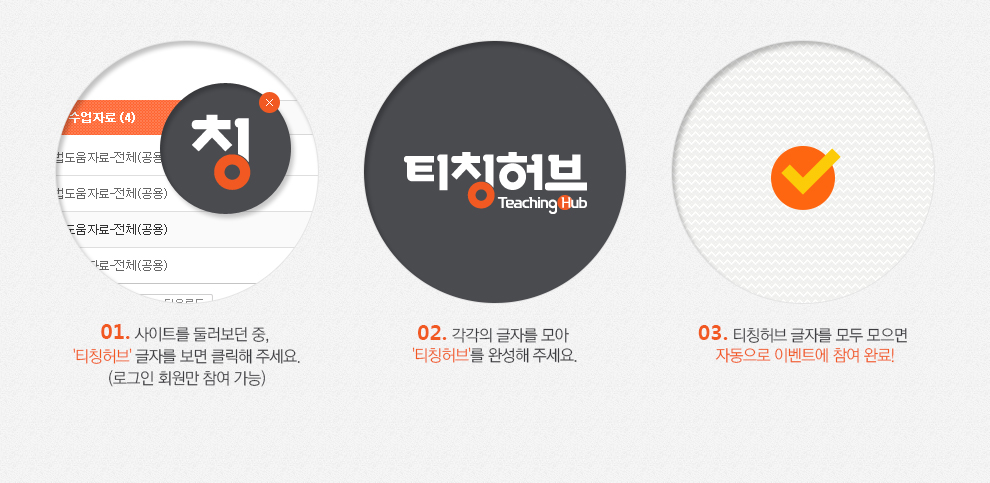 수업자료 (4)
칭
법도움자료-전체(공용)
법도움자료-전체(공용)
도움자료-전체(공용)
자료-전체(공용)
티칭허브
Teaching Hub
01. 사이트를 둘러보던 중,
'티칭허브' 글자를 보면 클릭해 주세요.
(로그인 회원만 참여 가능)
02. 각각의 글자를 모아
'티칭허브'를 완성해 주세요.
03. 티칭허브 글자를 모두 모으면
자동으로 이벤트에 참여 완료!